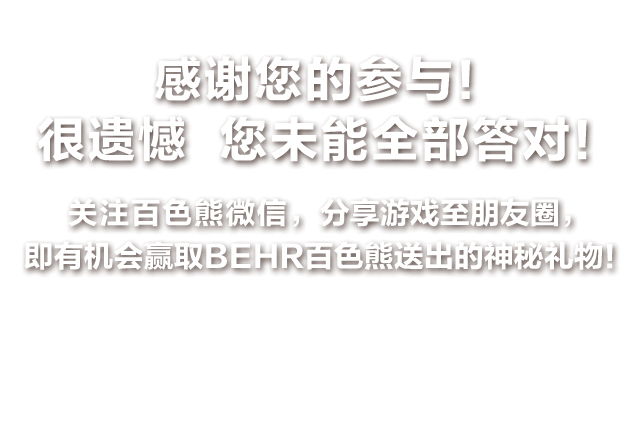 感谢您的参与！
很遗憾 您未能全部答对！
关注百色熊微信，分享游戏至朋友圈，
即有机会赢取BEHR百色熊送出的神秘礼物！